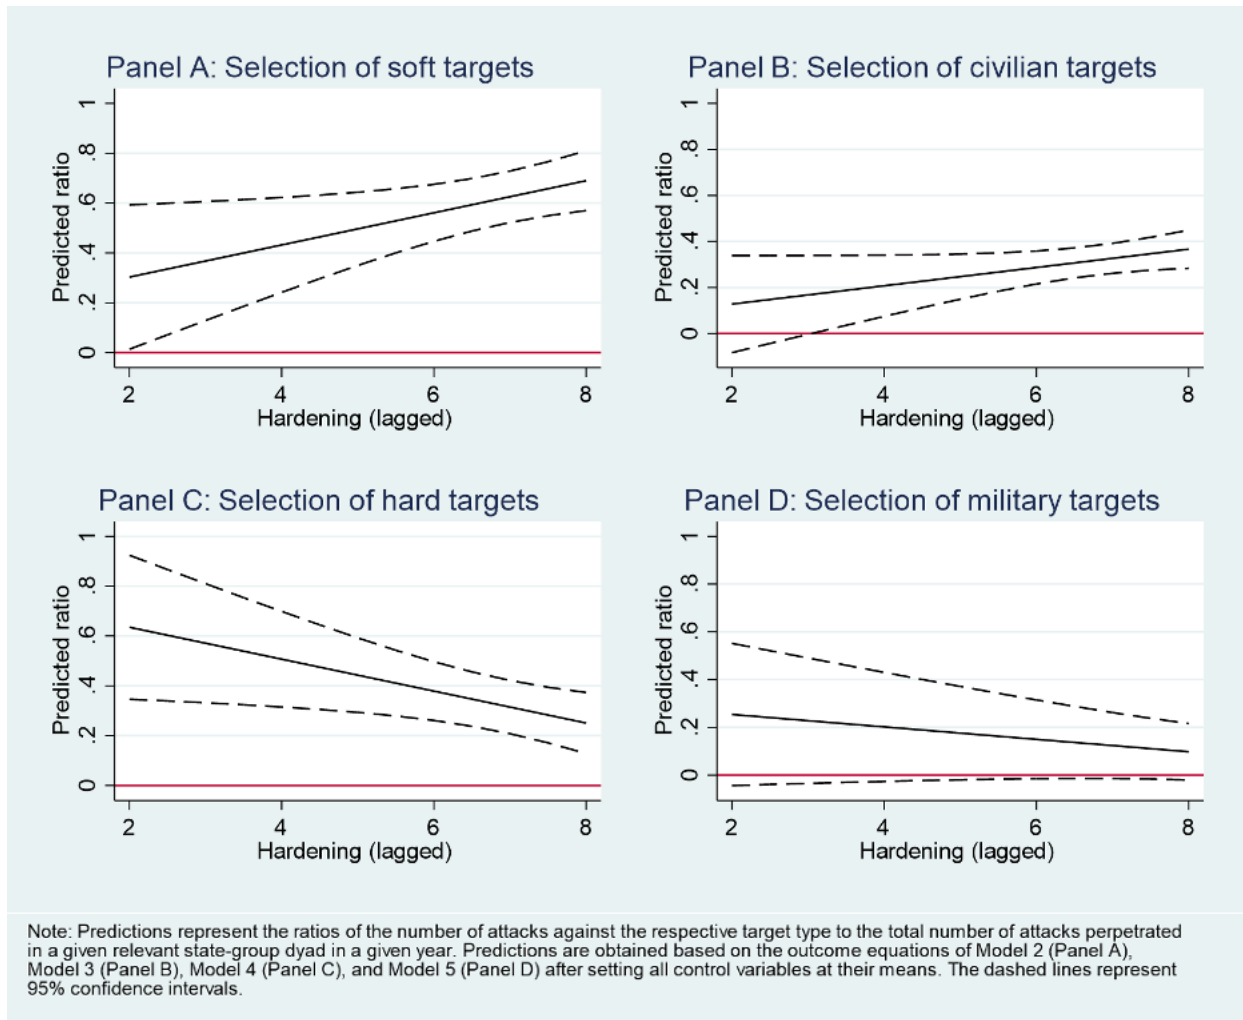 Panel A: Selection of soft targets
Predicted ratio
1
.8
.6
.4
.2
0
2 4 6 8
Hardening (lagged)
Panel B: Selection of civilian targets
Predicted ratio
1
.8
.6
.4
.2
0
2 4 6 8
Hardening (lagged)
Panel C: Selection of hard targets
Predicted ratio
1
.8
.6
.4
.2
0
2 4 6 8
Hardening (lagged)
Panel D: Selection of military targets
Predicted ratio
1
.8
.6
.4
.2
0
2 4 6 8
Hardening (lagged)
Note: Predictions represent the ratios of the number of attacks against the respective target type to the total number of attacks perpetrated
in a given relevant state-group dyad in a given year. Predictions are obtained based on the outcome equations of Model 2 (Panel A),
Model 3 (Panel B), Model 4 (Panel C), and Model 5 (Panel D) after setting all control variables at their means. The dashed lines represent
95% confidence intervals.